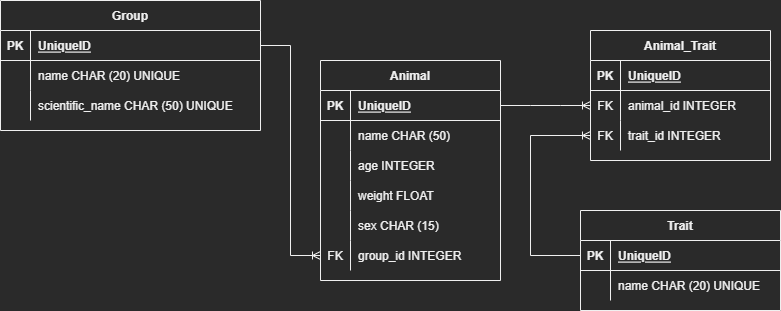 Group
PK UniqueID
name CHAR (20) UNIQUE
scientific_name CHAR (50) UNIQUE
Animal
PK UniqueID
name CHAR (50)
age INTEGER
weight FLOAT
sex CHAR (15)
FK group_id INTEGER
Animal_Trait
PK UniqueID
FK animal_id INTEGER
FK trait_id INTEGER
Trait
PK UniqueID
name CHAR (20) UNIQUE